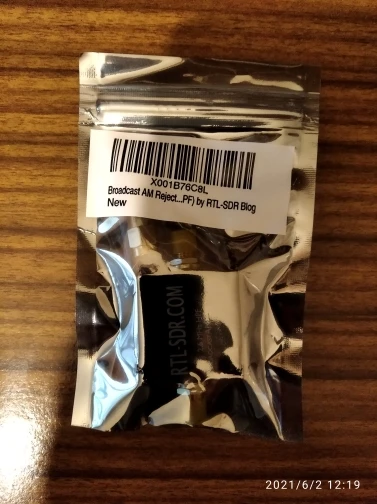 X001B76C8L
Broadcast AM Reject...PF) by RTL-SDR Blog
New
RTL-SDR.COM
2021/6/2 12:19